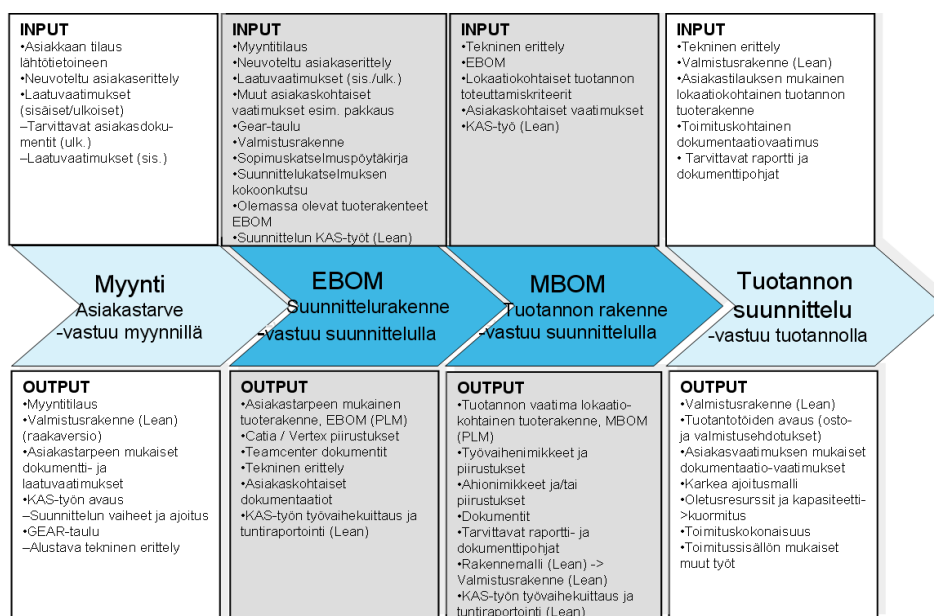 INPUT
•Asiakkaan tilaus
lähtötietoineen
•Neuvoteltu asiakaserittely
•Laatuvaatimukset
(sisäiset/ulkoiset)
–Tarvittavat asiakasdoku-
mentit (ulk.)
–Laatuvaatimukset (sis.)
INPUT
•Myyntitilaus
•Neuvoteltu asiakaserittely
•Laatuvaatimukset (sis./ulk.)
•Muut asiakaskohtaiset
vaatimukset esim. pakkaus
•Gear-taulu
•Valmistusrakenne
•Sopimuskatselmuspöytäkirja
•Suunnittelukatselmuksen
kokoonkutsu
•Olemassa olevat tuoterakenteet
EBOM
•Suunnittelun KAS-työt (Lean)
INPUT
•Tekninen erittely
•EBOM
•Lokaatiokohtaiset tuotannon
toteuttamiskriteerit
•Asiakaskohtaiset vaatimukset
•KAS-työ (Lean)
INPUT
•Tekninen erittely
•Valmistusrakenne (Lean)
•Asiakastilauksen mukainen
lokaatiokohtainen tuotannon
tuoterakenne
•Toimituskohtainen
dokumentaatiovaatimus
• Tarvittavat raportti ja
dokumenttipohjat
Myynti
Asiakastarve
-vastuu myynnillä
EBOM
Suunnittelurakenne
-vastuu suunnittelulla
MBOM
Tuotannon rakenne
-vastuu suunnittelulla
Tuotannon
suunnittelu
-vastuu tuotannolla
OUTPUT
•Myyntitilaus
•Valmistusrakenne (Lean)
(raakaversio)
•Asiakastarpeen mukaiset
dokumentti- ja
laatuvaatimukset
•KAS-työn avaus
–Suunnittelun vaiheet ja ajoitus
•GEAR-taulu
–Alustava tekninen erittely
OUTPUT
•Asiakastarpeen mukainen
tuoterakenne, EBOM (PLM)
•Catia / Vertex piirustukset
•Teamcenter dokumentit
•Tekninen erittely
•Asiakaskohtaiset
dokumentaatiot
•KAS-työn työvaihekuittaus ja
tuntiraportointi (Lean)
OUTPUT
•Tuotannon vaatima lokaatio-
kohtainen tuoterakenne, MBOM
(PLM)
•Työvaihenimikkeet ja
piirustukset
•Ahionimikkeet ja/tai
piirustukset
•Dokumentit
•Tarvittavat raportti- ja
dokumenttipohjat
•Rakennemalli (Lean) ->
Valmistusrakenne (Lean)
•KAS-työn työvaihekuittaus ja
tuntiraportointi (Lean)
OUTPUT
•Valmistusrakenne (Lean)
•Tuotantotöiden avaus (osto-
ja valmistusehdotukset)
•Asiakasvaatimuksen mukaiset
dokumentaatio-vaatimukset
•Karkea ajoitusmalli
•Oletusresurssit ja kapasiteetti-
>kuormitus
•Toimituskokonaisuus
•Toimitussisällön mukaiset
muut työt